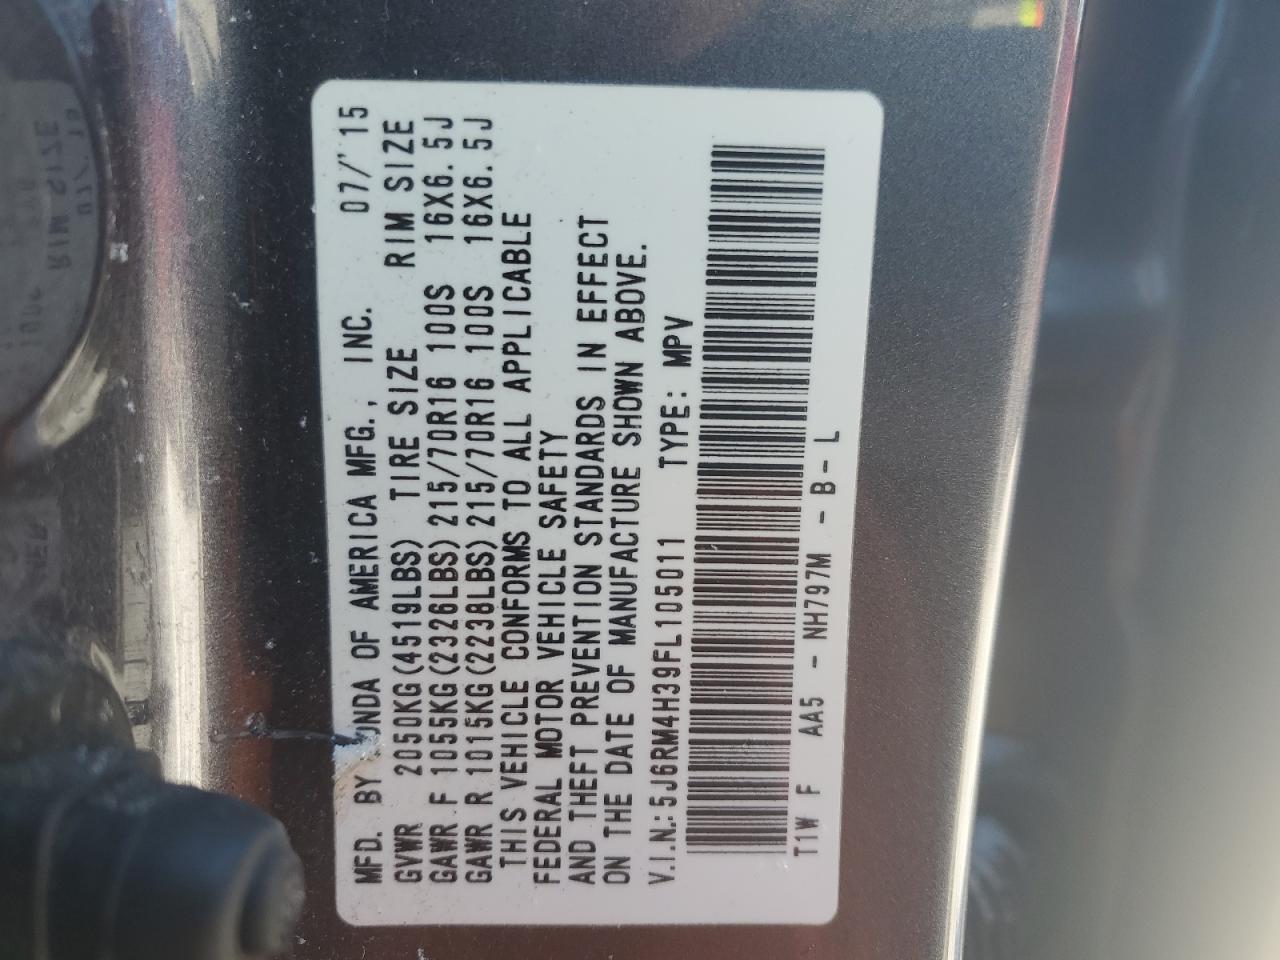 MFD. BY HONDA OF AMERICA MFG., INC. 07/'15
GVWR 2050KG(4519LBS) TIRE SIZE RIM SIZE
GAWR F 1055KG(2326LBS)215/70R16 100S 16X6.5J
GAWR R 1015KG(2238LBS)215/70R16 100S 16X6.5J
THIS VEHICLE CONFORMS TO ALL APPLICABLE
FEDERAL MOTOR VEHICLE SAFETY
AND THEFT PREVENTION STANDARDS IN EFFECT
ON THE DATE OF MANUFACTURE SHOWN ABOVE.
V.I.N.:5J6RM4H39FL105011 TYPE: MPV
T1W F AA5 - NH797M - B-L